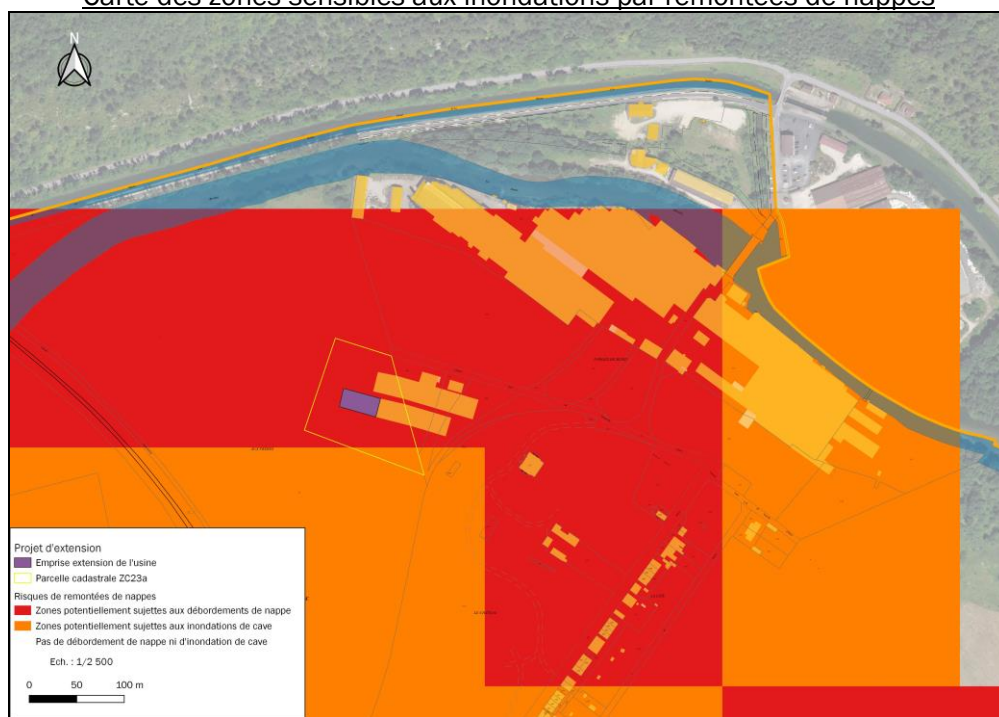 Carte des zones sensibles aux inondations par remontées de nappes
N
Projet d'extension
Emprise extension de l'usine
Parcelle cadastrale ZC23a
Risques de remontées de nappes
Zones potentiellement sujettes aux débordements de nappe
Zones potentiellement sujettes aux inondations de cave
Pas de débordement de nappe ni d'inondation de cave
Ech. : 1/2 500
0 50 100 m